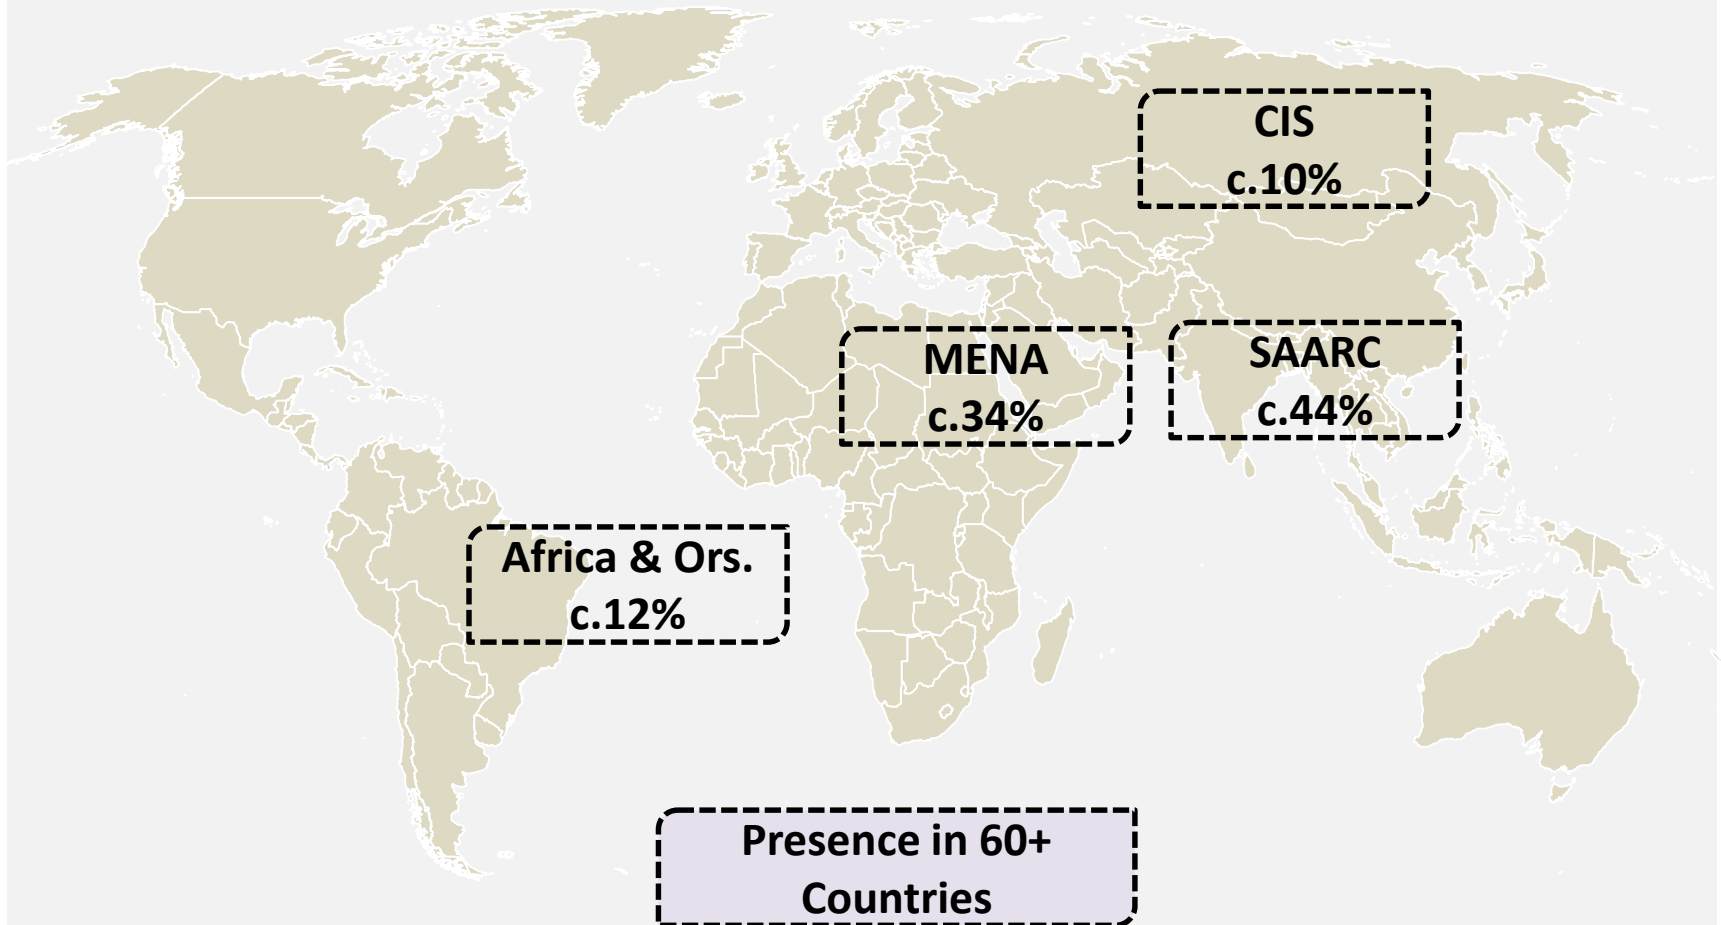 CIS
c.10%
MENA
c.34%
SAARC
c.44%
Africa & Ors.
c.12%
Presence in 60+
Countries